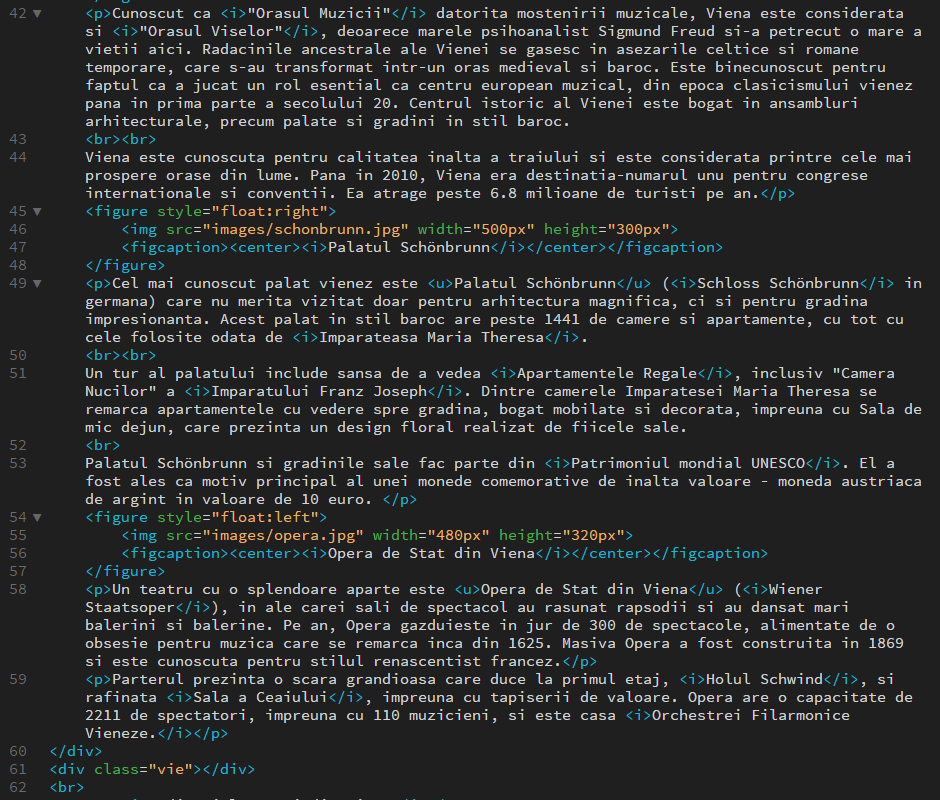 42 <p>Cunoscut ca <i>"Orasul Muzicii"</i> datorita mostenirii muzicale, Viena este considerata
si <i>"Orasul Viselor"</i>, deoarece marele psihoanalist Sigmund Freud si-a petrecut o mare a
vietii aici. Radacinile ancestrale ale Vienei se gasesc in asezarile celtice si romane
temporare, care s-au transformat intr-un oras medieval si baroc. Este binecunoscut pentru
faptul ca a jucat un rol esential ca centru european muzical, din epoca clasicismului vienez
pana in prima parte a secolului 20. Centrul istoric al Vienei este bogat in ansambluri
arhitecturale, precum palate si gradini in stil baroc.
43 <br><br>
44 Viena este cunoscuta pentru calitatea inalta a traiului si este considerata printre cele mai
prospere orase din lume. Pana in 2010, Viena era destinatia-numarul unu pentru congrese
internationale si conventii. Ea atrage peste 6.8 milioane de turisti pe an.</p>
45 <figure style="float:right">
46 <img src="images/schonbrunn.jpg" width="500px" height="300px">
47 <figcaption><center><i>Palatul Schönbrunn</i></center></figcaption>
48 </figure>
49 <p>Cel mai cunoscut palat vienez este <u>Palatul Schönbrunn</u> (<i>Schloss Schönbrunn</i> in
germana) care nu merita vizitat doar pentru arhitectura magnifica, ci si pentru gradina
impresionanta. Acest palat in stil baroc are peste 1441 de camere si apartamente, cu tot cu
cele folosite odata de <i>Imparateasa Maria Theresa</i>.
50 <br><br>
51 Un tur al palatului include sansa de a vedea <i>Apartamentele Regale</i>, inclusiv "Camera
Nucilor" a <i>Imparatului Franz Joseph</i>. Dintre camerele Imparatesei Maria Theresa se
remarca apartamentele cu vedere spre gradina, bogat mobilate si decorata, impreuna cu Sala de
mic dejun, care prezinta un design floral realizat de fiicele sale.
52 <br>
53 Palatul Schönbrunn si gradinile sale fac parte din <i>Patrimoniul mondial UNESCO</i>. El a
fost ales ca motiv principal al unei monede comemorative de inalta valoare - moneda austriaca
de argint in valoare de 10 euro. </p>
54 <figure style="float:left">
55 <img src="images/opera.jpg" width="480px" height="320px">
56 <figcaption><center><i>Opera de Stat din Viena</i></center></figcaption>
57 </figure>
58 <p>Un teatru cu o splendoare aparte este <u>Opera de Stat din Viena</u> (<i>Wiener
Staatsoper</i>), in ale carei sali de spectacol au rasunat rapsodii si au dansat mari
balerini si balerine. Pe an, Opera gazduieste in jur de 300 de spectacole, alimentate de o
obsesie pentru muzica care se remarca inca din 1625. Masiva Opera a fost construita in 1869
si este cunoscuta pentru stilul renascentist francez.</p>
59 <p>Parterul prezinta o scara grandioasa care duce la primul etaj, <i>Holul Schwind</i>, si
rafinata <i>Sala a Ceaiului</i>, impreuna cu tapiserii de valoare. Opera are o capacitate de
2211 de spectatori, impreuna cu 110 muzicieni, si este casa <i>Orchestrei Filarmonice
Vieneze.</i></p>
60 </div>
61 <div class="vie"></div>
62 <br>